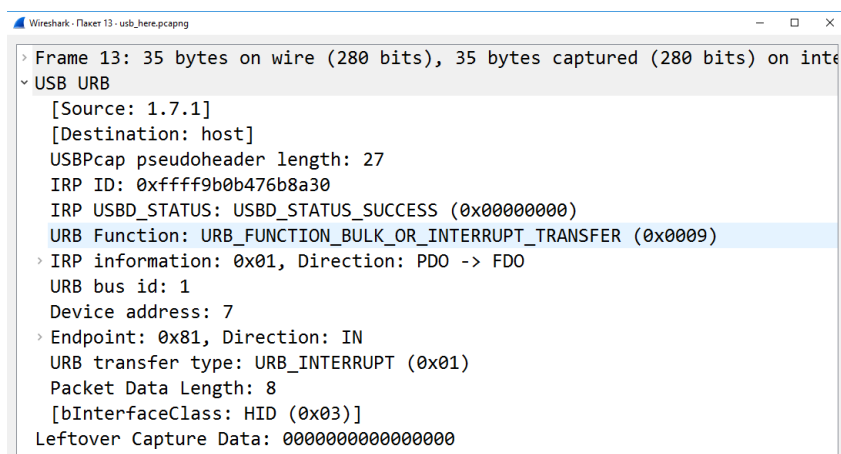 Wireshark · Пакет 13 · usb_here.pcapng
Frame 13: 35 bytes on wire (280 bits), 35 bytes captured (280 bits) on inte
USB URB
[Source: 1.7.1]
[Destination: host]
USBPcap pseudoheader length: 27
IRP ID: 0xffff9b0b476b8a30
IRP USBD_STATUS: USBD_STATUS_SUCCESS (0x00000000)
URB Function: URB_FUNCTION_BULK_OR_INTERRUPT_TRANSFER (0x0009)
IRP information: 0x01, Direction: PDO -> FDO
URB bus id: 1
Device address: 7
Endpoint: 0x81, Direction: IN
URB transfer type: URB_INTERRUPT (0x01)
Packet Data Length: 8
[bInterfaceClass: HID (0x03)]
Leftover Capture Data: 0000000000000000